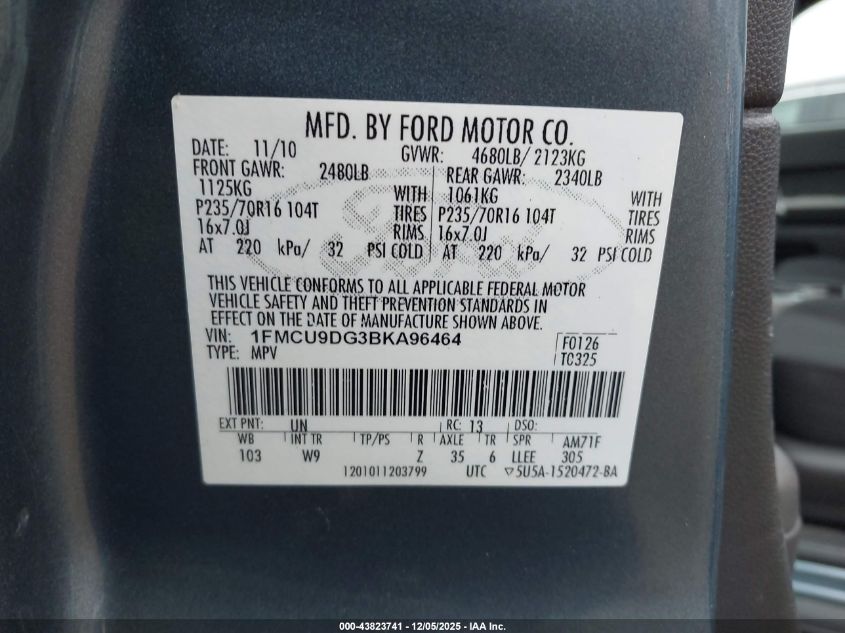 MFD. BY FORD MOTOR CO.
DATE: 11/10 GVWR: 4680LB/ 2123KG
FRONT GAWR: 2480LB REAR GAWR: 2340LB
1125KG WITH 1061KG WITH
P235/70R16 104T TIRES P235/70R16 104T TIRES
16x7.0J RIMS 16x7.0J RIMS
AT 220 kPa/ 32 PSI COLD AT 220 kPa/ 32 PSI COLD
THIS VEHICLE CONFORMS TO ALL APPLICABLE FEDERAL MOTOR
VEHICLE SAFETY AND THEFT PREVENTION STANDARDS IN
EFFECT ON THE DATE OF MANUFACTURE SHOWN ABOVE.
VIN: 1FMCU9DG3BKA96464 F0126
TYPE: MPV TC325
EXT PNT: UN RC: 13 DSO:
WB INT TR TP/PS R AXLE TR SPR AM71F
103 W9 Z 35 6 LLEE 305
1201011203799 UTC ▽5U5A-1520472-BA
000-43823741 - 12/05/2025 - IAA Inc.